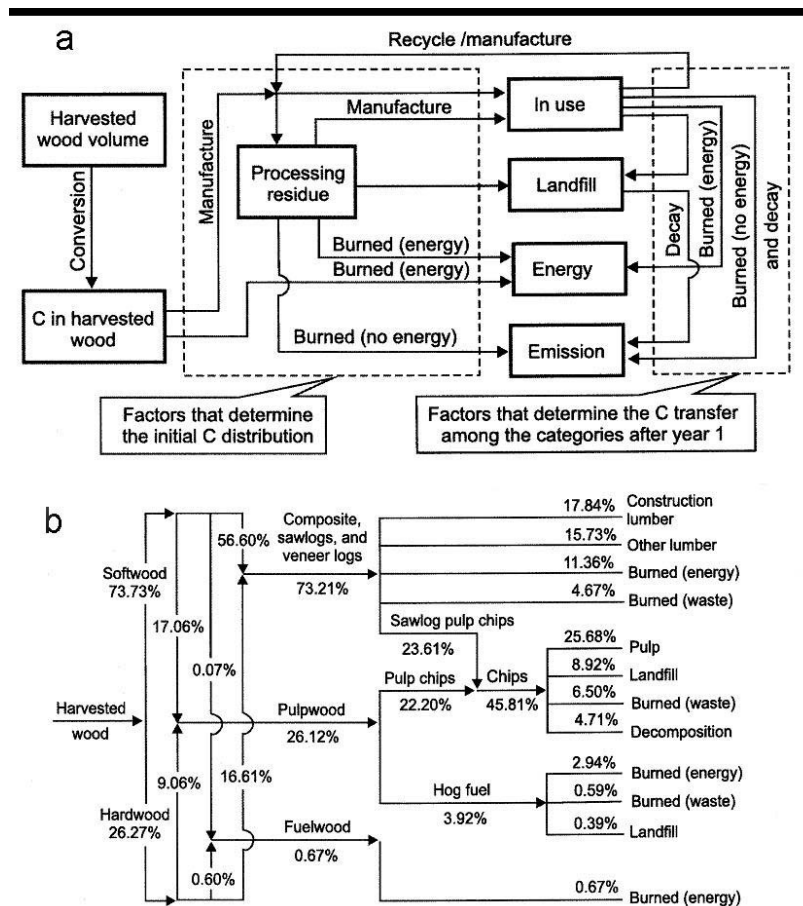 a
Recycle /manufacture
Harvested
wood volume
Conversion
C in harvested
wood
Manufacture
Manufacture
Processing
residue
In use
Landfill
Burned (energy)
Burned (energy)
Energy
Burned (no energy)
Emission
Decay
Burned (energy)
Burned (no energy)
and decay
Factors that determine
the initial C distribution
Factors that determine the C transfer
among the categories after year 1
b
Harvested
wood
Softwood
73.73%
Hardwood
26.27%
17.06%
9.06%
0.07%
0.60%
56.60%
16.61%
Composite,
sawlogs, and
veneer logs
73.21%
17.84%
Construction
lumber
15.73%
Other lumber
11.36%
Burned (energy)
4.67%
Burned (waste)
Sawlog pulp chips
23.61%
Pulpwood
26.12%
Pulp chips
22.20%
Chips
45.81%
25.68%
Pulp
8.92%
Landfill
6.50%
Burned (waste)
4.71%
Decomposition
Hog fuel
3.92%
2.94%
Burned (energy)
0.59%
Burned (waste)
0.39%
Landfill
Fuelwood
0.67%
0.67%
Burned (energy)